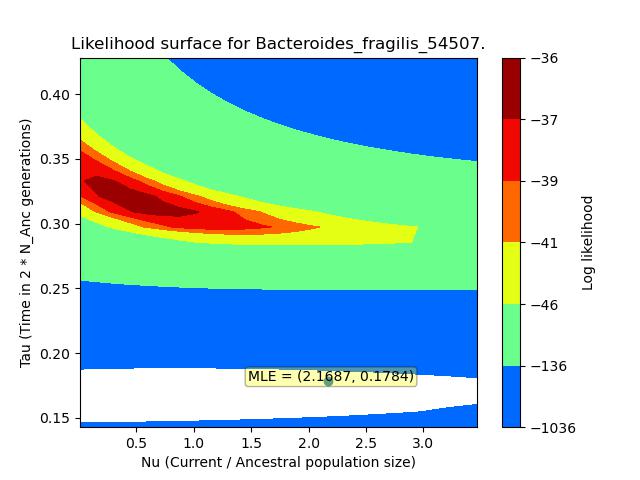 Likelihood surface for Bacteroides_fragilis_54507.
Tau (Time in 2 * N_Anc generations)
0.40
0.35
0.30
0.25
0.20
0.15
MLE = (2.1687, 0.1784)
0.5 1.0 1.5 2.0 2.5 3.0
Nu (Current / Ancestral population size)
−36
−37
−39
−41
−46
−136
−1036
Log likelihood